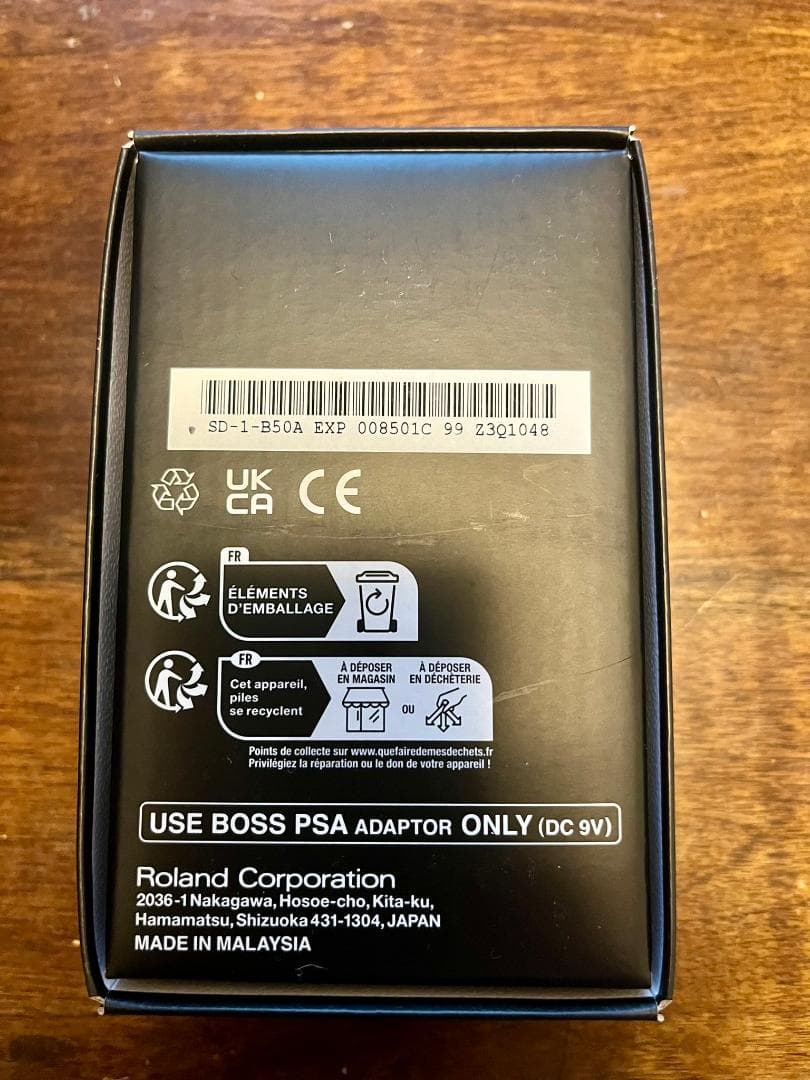 SD-1-B50A EXP 008501C 99 Z3Q1048
UK
CA
CE
FR
ÉLÉMENTS
D'EMBALLAGE
FR
Cet appareil,
piles
se recyclent
À DÉPOSER
EN MAGASIN
OU
À DÉPOSER
EN DÉCHÈTERIE
Points de collecte sur www.quefairedemesdechets.fr
Privilégiez la réparation ou le don de votre appareil !
USE BOSS PSA ADAPTOR ONLY (DC 9V)
Roland Corporation
2036-1 Nakagawa, Hosoe-cho, Kita-ku,
Hamamatsu, Shizuoka 431-1304, JAPAN
MADE IN MALAYSIA